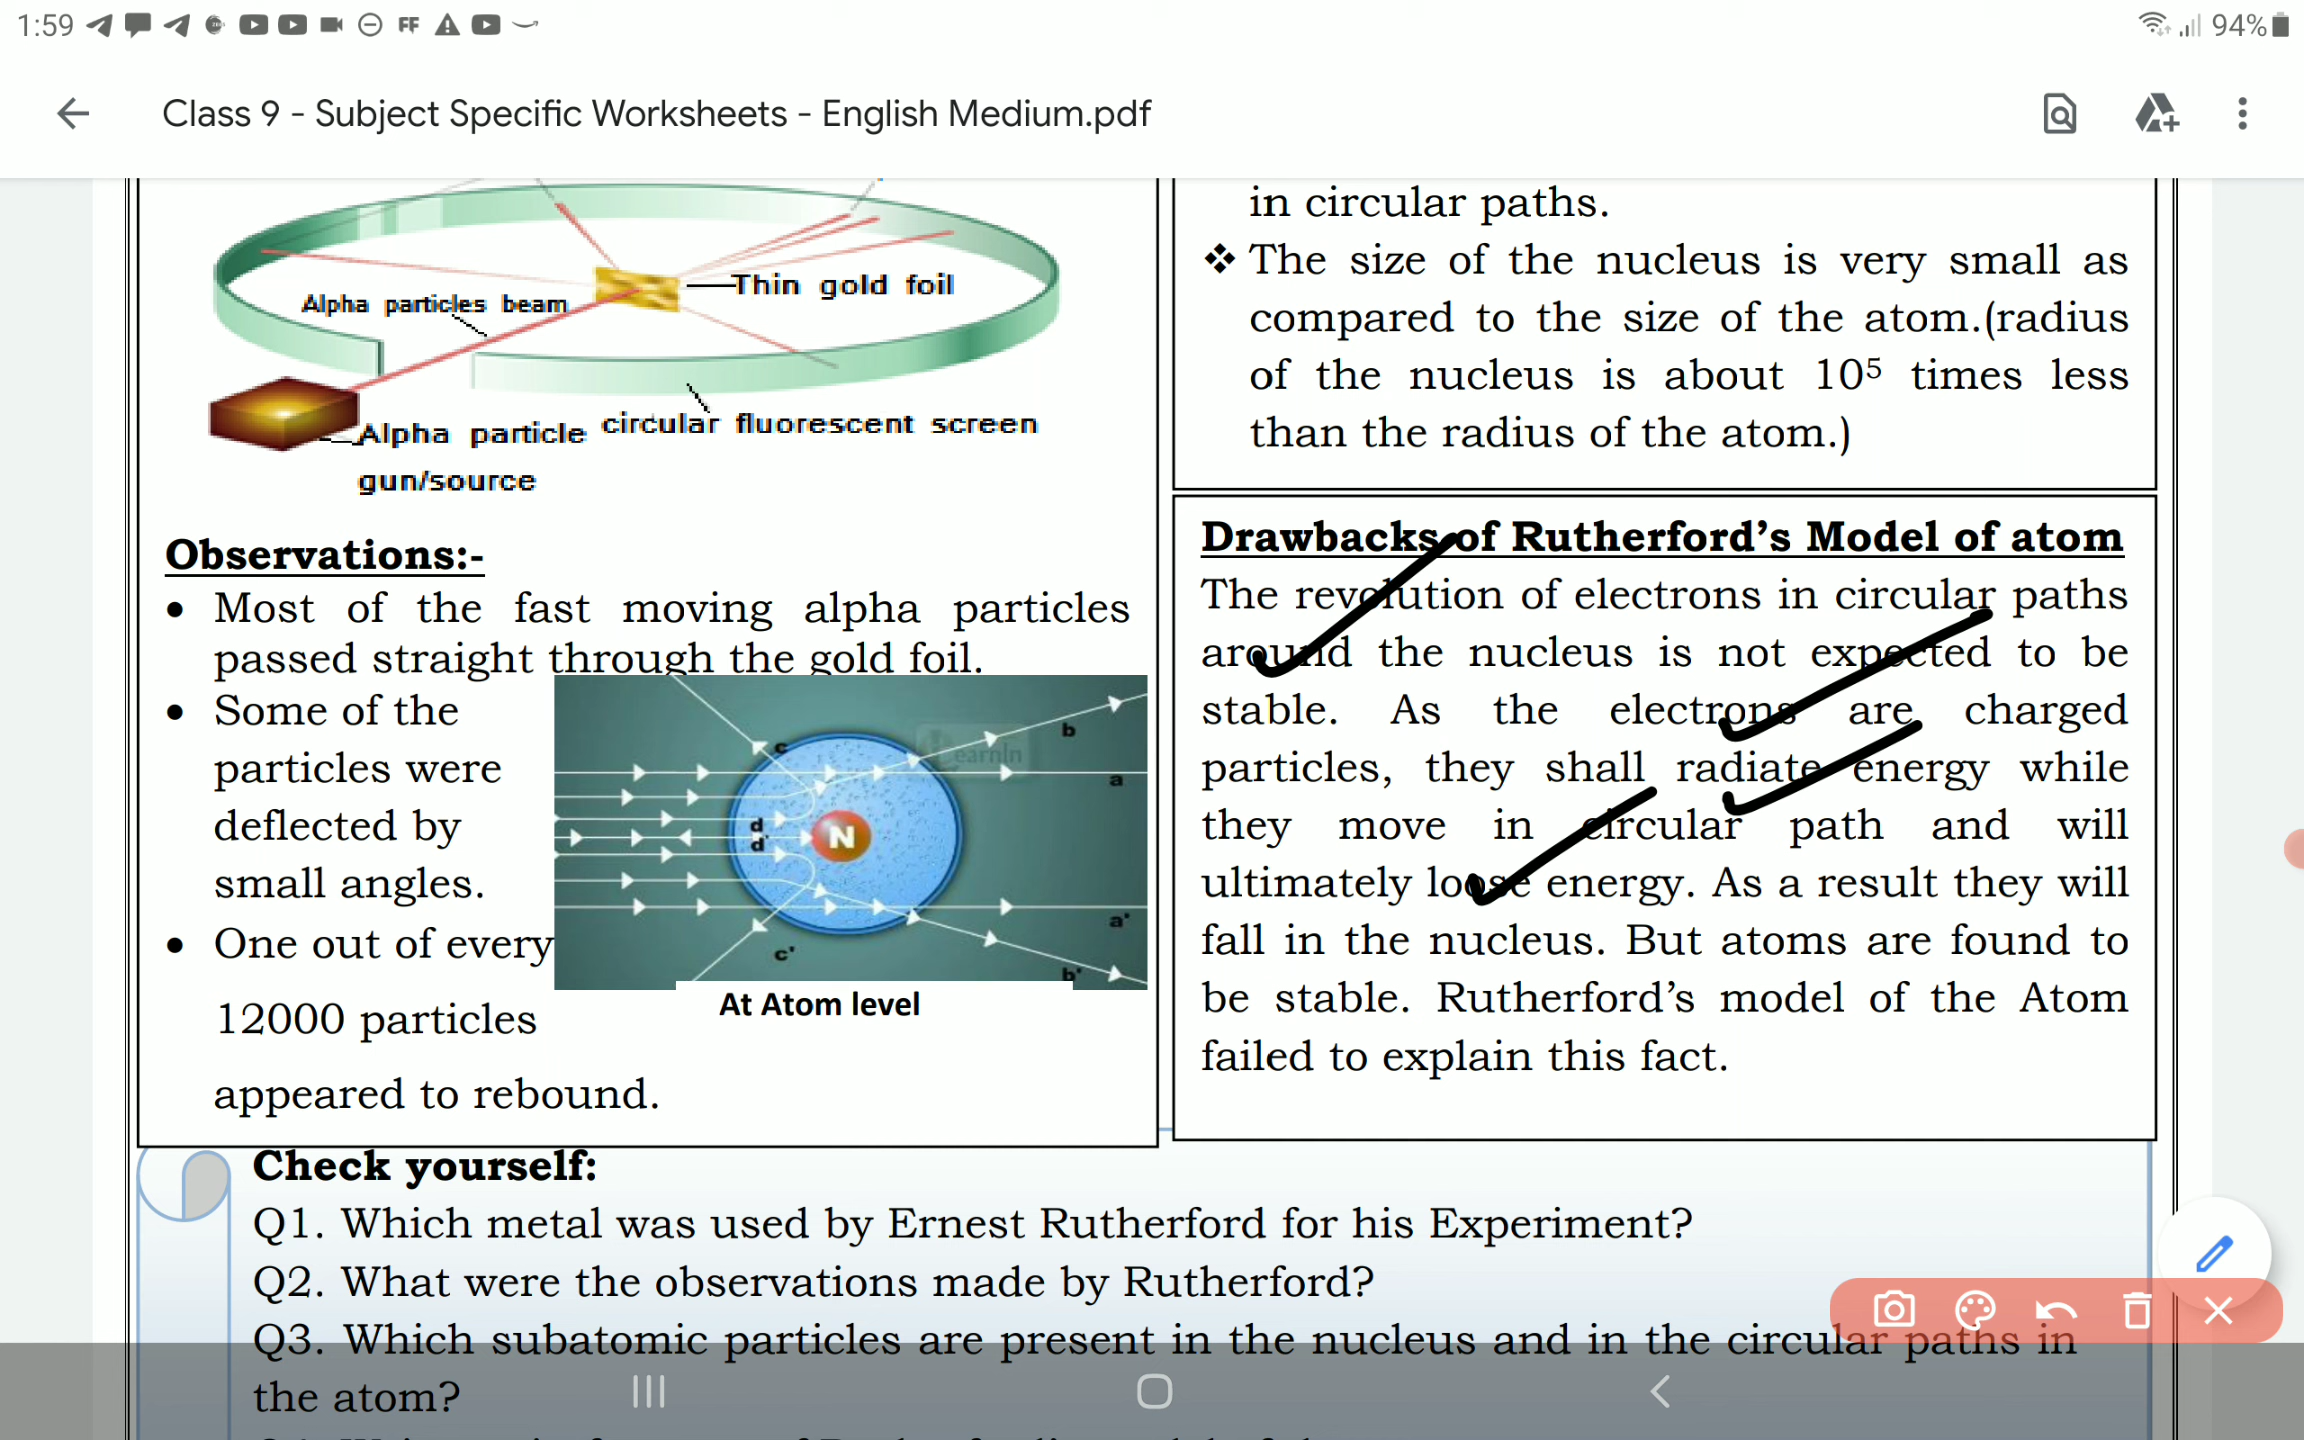 1:59
FF
94%
Class 9 - Subject Specific Worksheets - English Medium.pdf
Thin gold foil
Alpha particles beam
circular fluorescent screen
Alpha particle
gun/source
Observations:-
• Most of the fast moving alpha particles
passed straight through the gold foil.
• Some of the
particles were
deflected by
small angles.
• One out of every
12000 particles
appeared to rebound.
c
b
a
d
d'
N
a'
c'
b'
At Atom level
in circular paths.
❖ The size of the nucleus is very small as
compared to the size of the atom.(radius
of the nucleus is about 10⁵ times less
than the radius of the atom.)
Drawbacks of Rutherford's Model of atom
The revolution of electrons in circular paths
around the nucleus is not expected to be
stable. As the electrons are charged
particles, they shall radiate energy while
they move in circular path and will
ultimately loose energy. As a result they will
fall in the nucleus. But atoms are found to
be stable. Rutherford's model of the Atom
failed to explain this fact.
Check yourself:
Q1. Which metal was used by Ernest Rutherford for his Experiment?
Q2. What were the observations made by Rutherford?
Q3. Which subatomic particles are present in the nucleus and in the circular paths in
the atom?